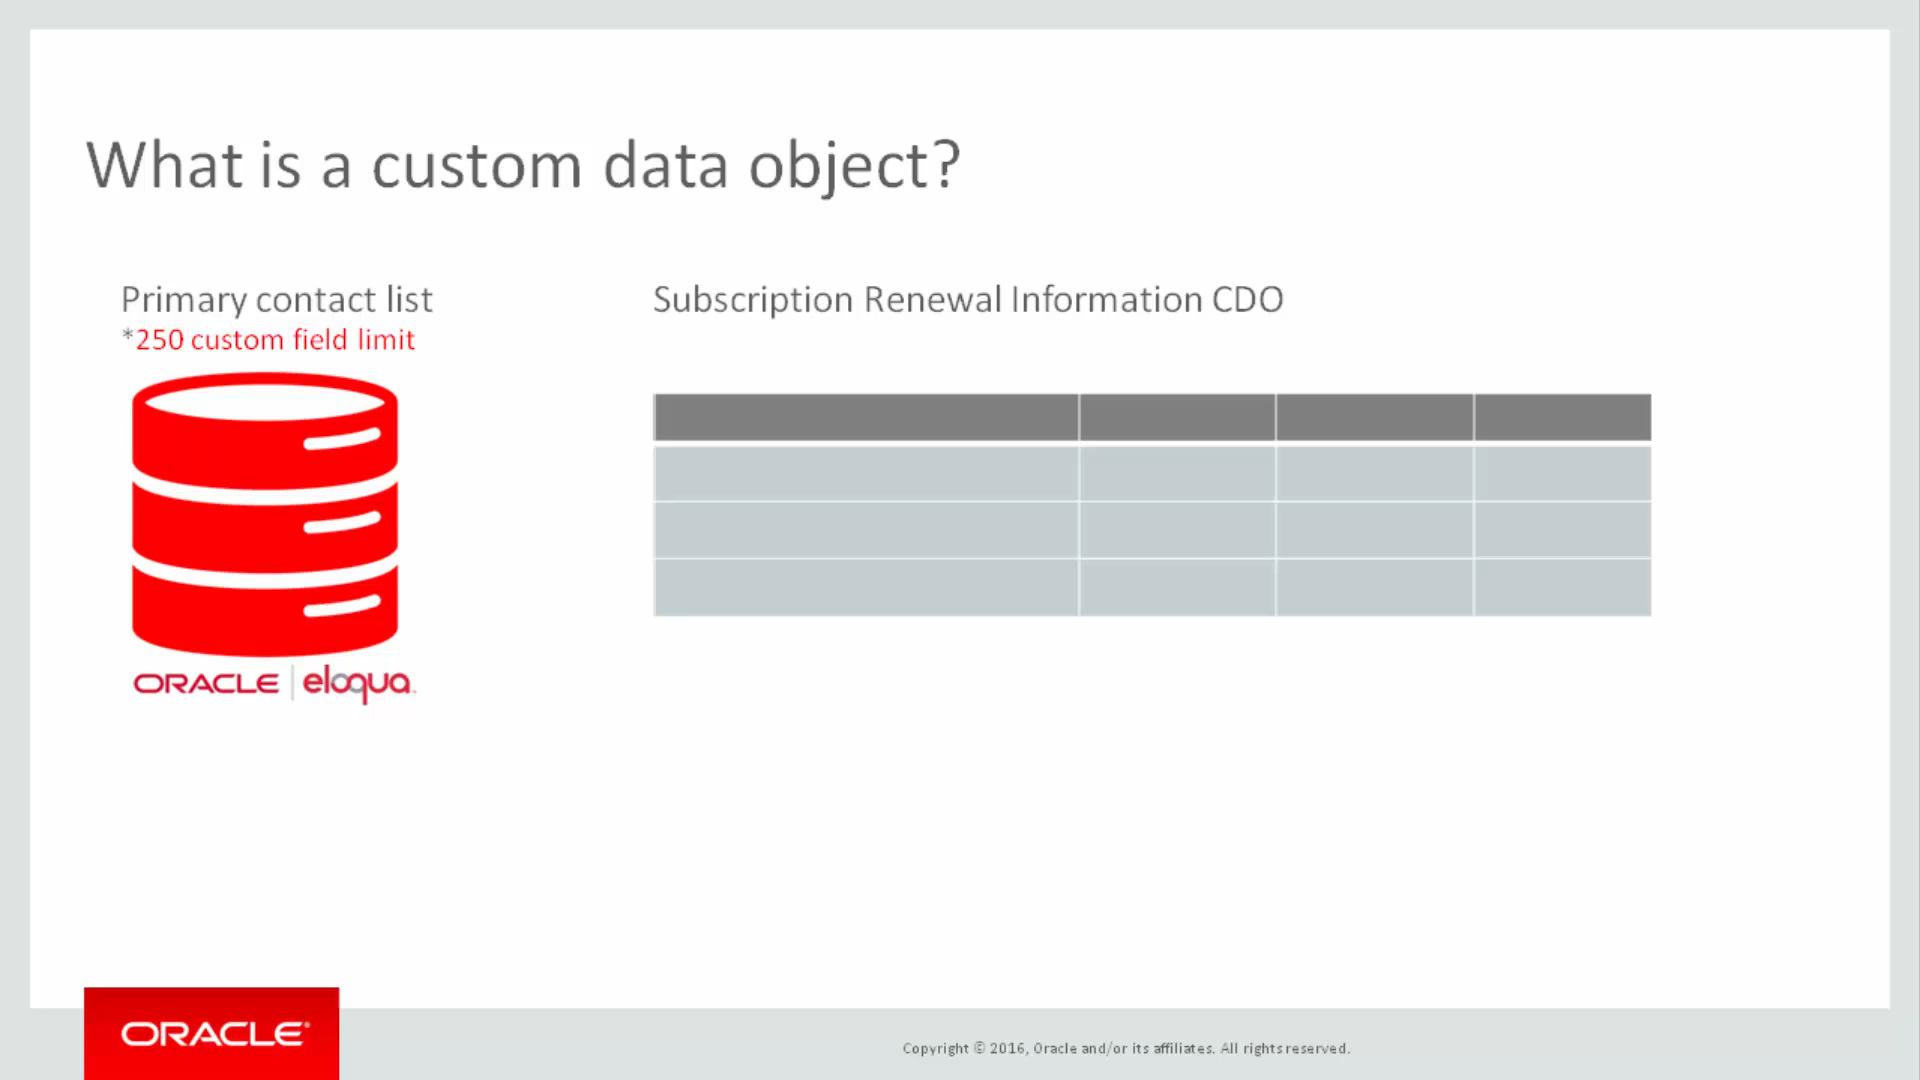 What is a custom data object?
Primary contact list
*250 custom field limit
Subscription Renewal Information CDO
ORACLE | eloqua
ORACLE
Copyright © 2016, Oracle and/or its affiliates. All rights reserved.